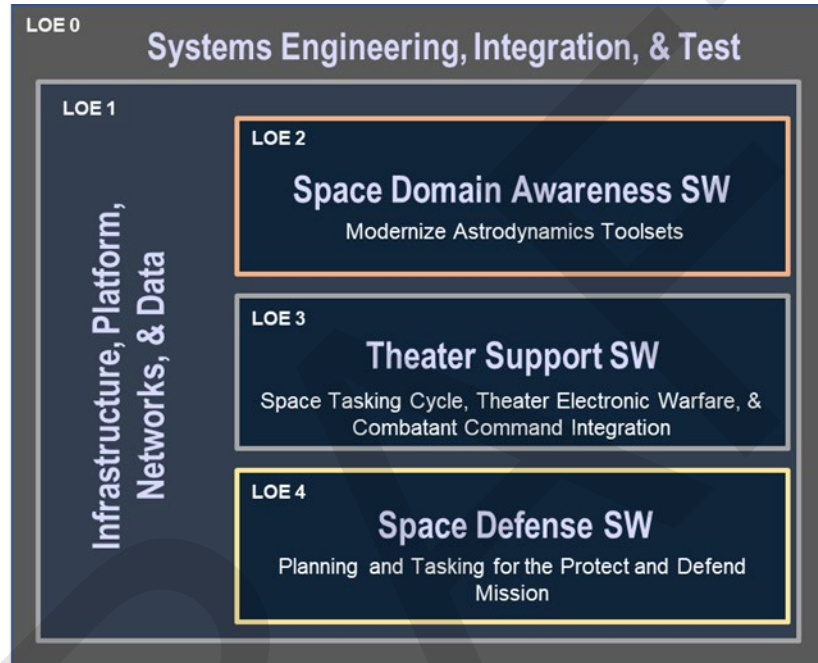 LOE 0
Systems Engineering, Integration, & Test
LOE 1
Infrastructure, Platform,
Networks, & Data
LOE 2
Space Domain Awareness SW
Modernize Astrodynamics Toolsets
LOE 3
Theater Support SW
Space Tasking Cycle, Theater Electronic Warfare, &
Combatant Command Integration
LOE 4
Space Defense SW
Planning and Tasking for the Protect and Defend
Mission